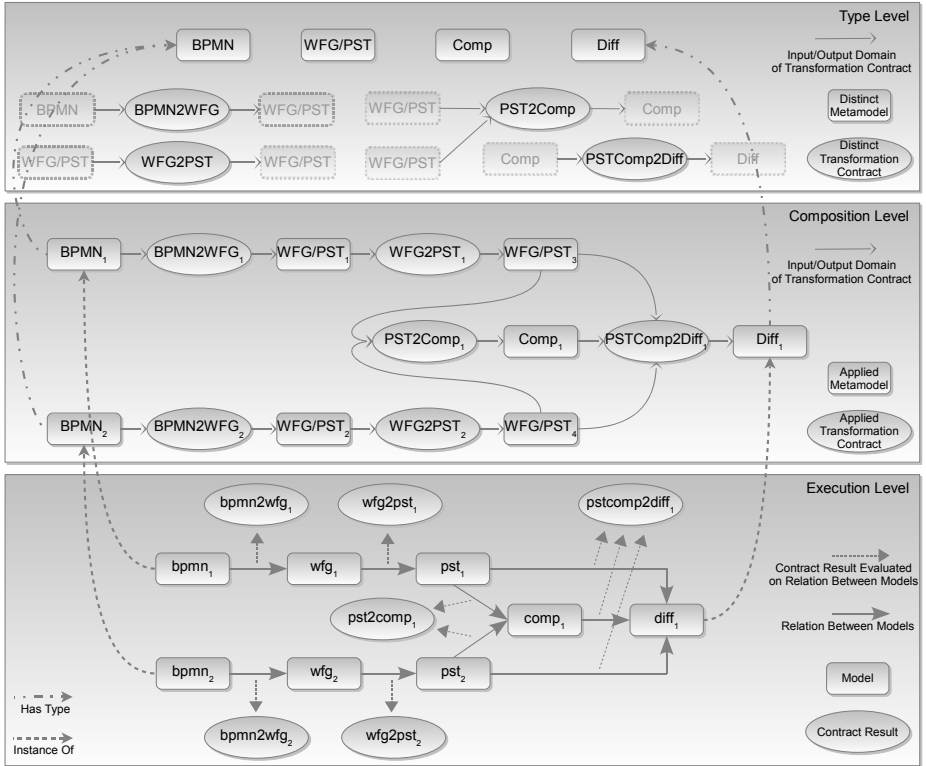 Type Level
BPMN
WFG/PST
Comp
Diff
Input/Output Domain
of Transformation Contract
BPMN
BPMN2WFG
WFG/PST
WFG/PST
PST2Comp
Comp
Distinct
Metamodel
WFG/PST
WFG2PST
WFG/PST
WFG/PST
Comp
PSTComp2Diff
Diff
Distinct
Transformation
Contract
Composition Level
BPMN1
BPMN2WFG1
WFG/PST1
WFG2PST1
WFG/PST3
Input/Output Domain
of Transformation Contract
PST2Comp1
Comp1
PSTComp2Diff1
Diff1
Applied
Metamodel
BPMN2
BPMN2WFG2
WFG/PST2
WFG2PST2
WFG/PST4
Applied
Transformation
Contract
Execution Level
bpmn2wfg1
wfg2pst1
pstcomp2diff1
bpmn1
wfg1
pst1
Contract Result Evaluated
on Relation Between Models
pst2comp1
comp1
diff1
Relation Between Models
bpmn2
wfg2
pst2
Model
Has Type
bpmn2wfg2
wfg2pst2
Contract Result
Instance Of